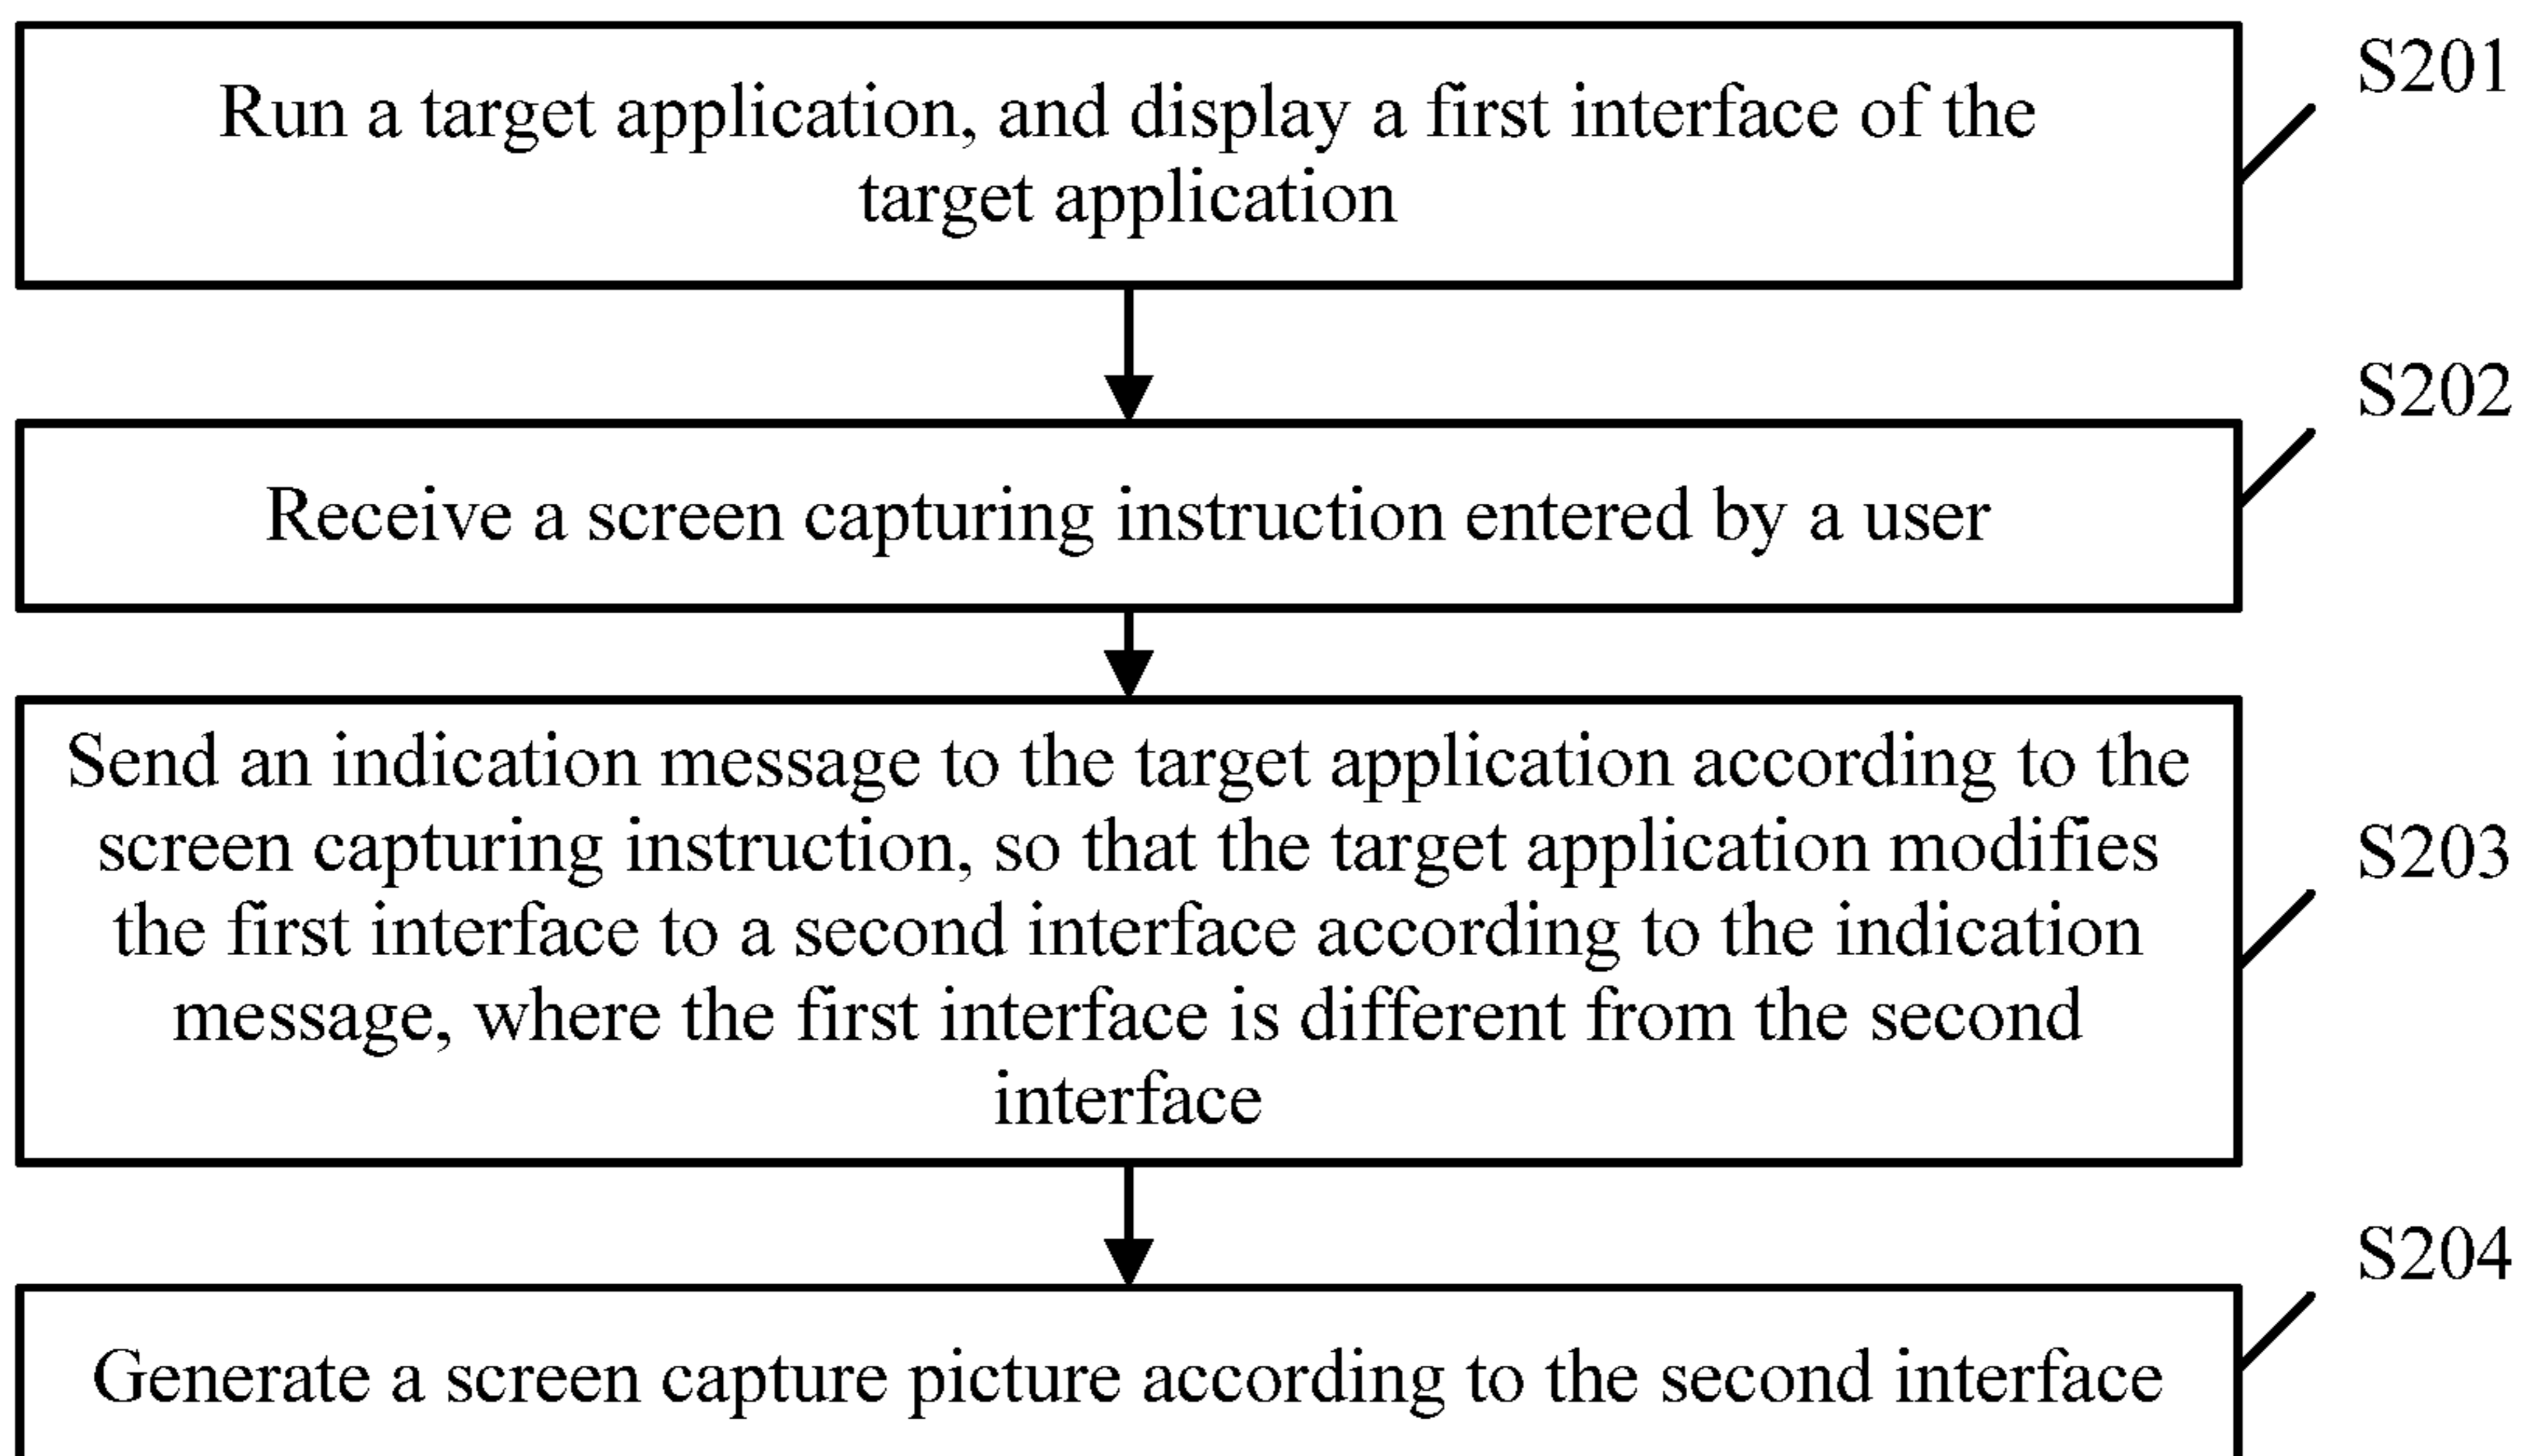 S201
Run a target application, and display a first interface of the
target application
S202
Receive a screen capturing instruction entered by a user
Send an indication message to the target application according to the
screen capturing instruction, so that the target application modifies
S203
the first interface to a second interface according to the indication
message, where the first interface is different from the second
interface
S204
Generate a screen capture picture according to the second interface